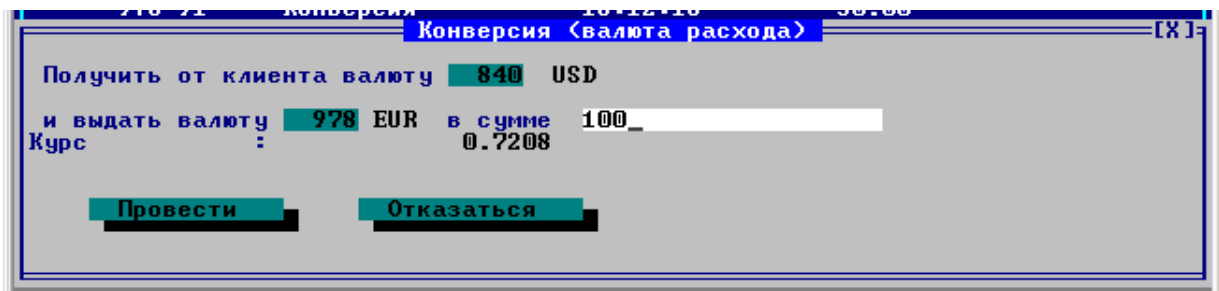 Конверсия (валюта расхода) [X]
Получить от клиента валюту 840 USD
и выдать валюту 978 EUR в сумме 100_
Курс : 0.7208
Провести Отказаться